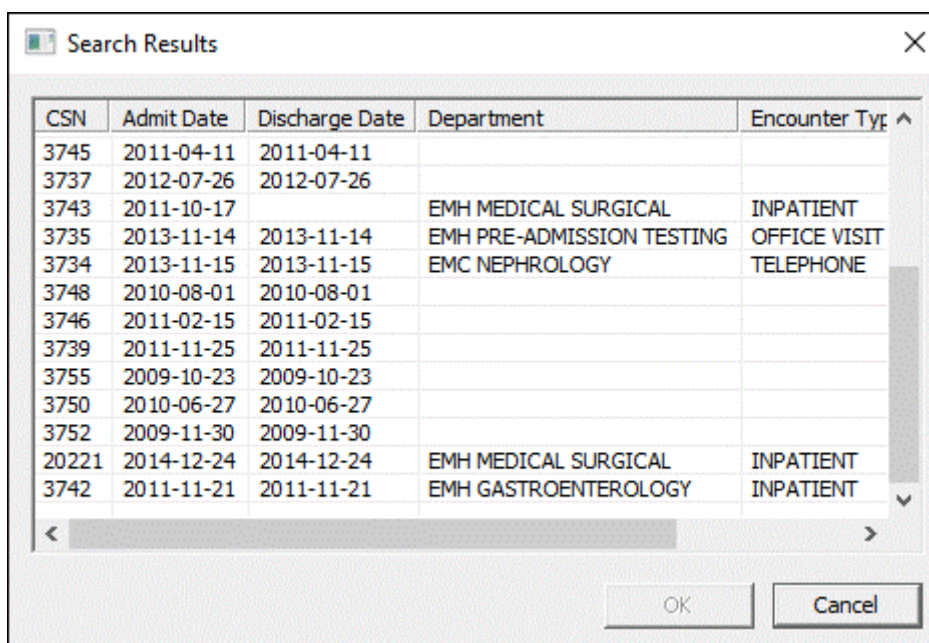 Search Results
CSN Admit Date Discharge Date Department Encounter Typ
3745 2011-04-11 2011-04-11
3737 2012-07-26 2012-07-26
3743 2011-10-17 EMH MEDICAL SURGICAL INPATIENT
3735 2013-11-14 2013-11-14 EMH PRE-ADMISSION TESTING OFFICE VISIT
3734 2013-11-15 2013-11-15 EMC NEPHROLOGY TELEPHONE
3748 2010-08-01 2010-08-01
3746 2011-02-15 2011-02-15
3739 2011-11-25 2011-11-25
3755 2009-10-23 2009-10-23
3750 2010-06-27 2010-06-27
3752 2009-11-30 2009-11-30
20221 2014-12-24 2014-12-24 EMH MEDICAL SURGICAL INPATIENT
3742 2011-11-21 2011-11-21 EMH GASTROENTEROLOGY INPATIENT
OK Cancel